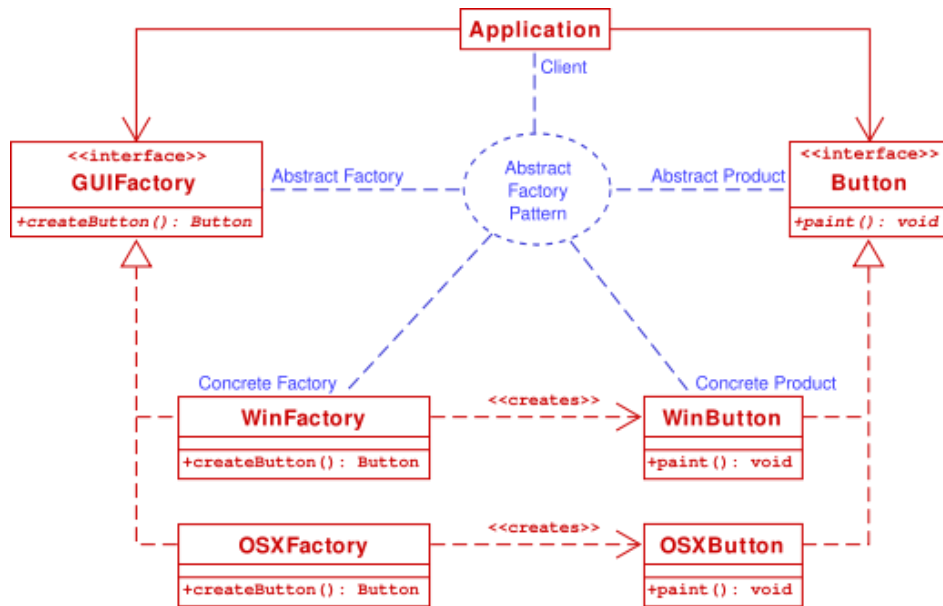 Application
Client
<<interface>>
GUIFactory
+createButton(): Button
Abstract Factory
Abstract
Factory
Pattern
Abstract Product
<<interface>>
Button
+paint(): void
Concrete Factory
WinFactory
+createButton(): Button
<<creates>>
Concrete Product
WinButton
+paint(): void
OSXFactory
+createButton(): Button
<<creates>>
OSXButton
+paint(): void